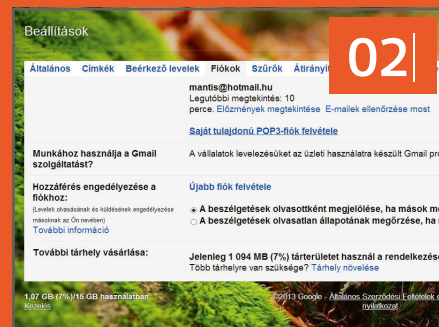 Beállítások
02
Általános Címkék Beérkező levelek Fiókok Szűrők
mantis@hotmail.hu
Legutóbbi megtekintés: 10
perce. Előzmények megtekintése E-mailek ellenőrzése most
Saját tulajdonú POP3-fiók felvétele
Munkához használja a Gmail
szolgáltatást?
A vállalatok levelezésüket az üzleti használatra készült Gmail
Hozzáférés engedélyezése a
fiókhoz:
(Levelek olvasásának és küldésének engedélyezése
másoknak az Ön nevében)
További információ
Újabb fiók felvétele
A beszélgetések olvasottként megjelölése, ha mások
A beszélgetések olvasatlan állapotának megőrzése, ha
További tárhely vásárlása:
Jelenleg 1 094 MB (7%) tárterületet használ a
Több tárhelyre van szüksége? Tárhely növelése
1,07 GB (7%)/15 GB használatban
Kezelés
©2013 Google - Általános Szerződési Feltételek
nyilatkozat